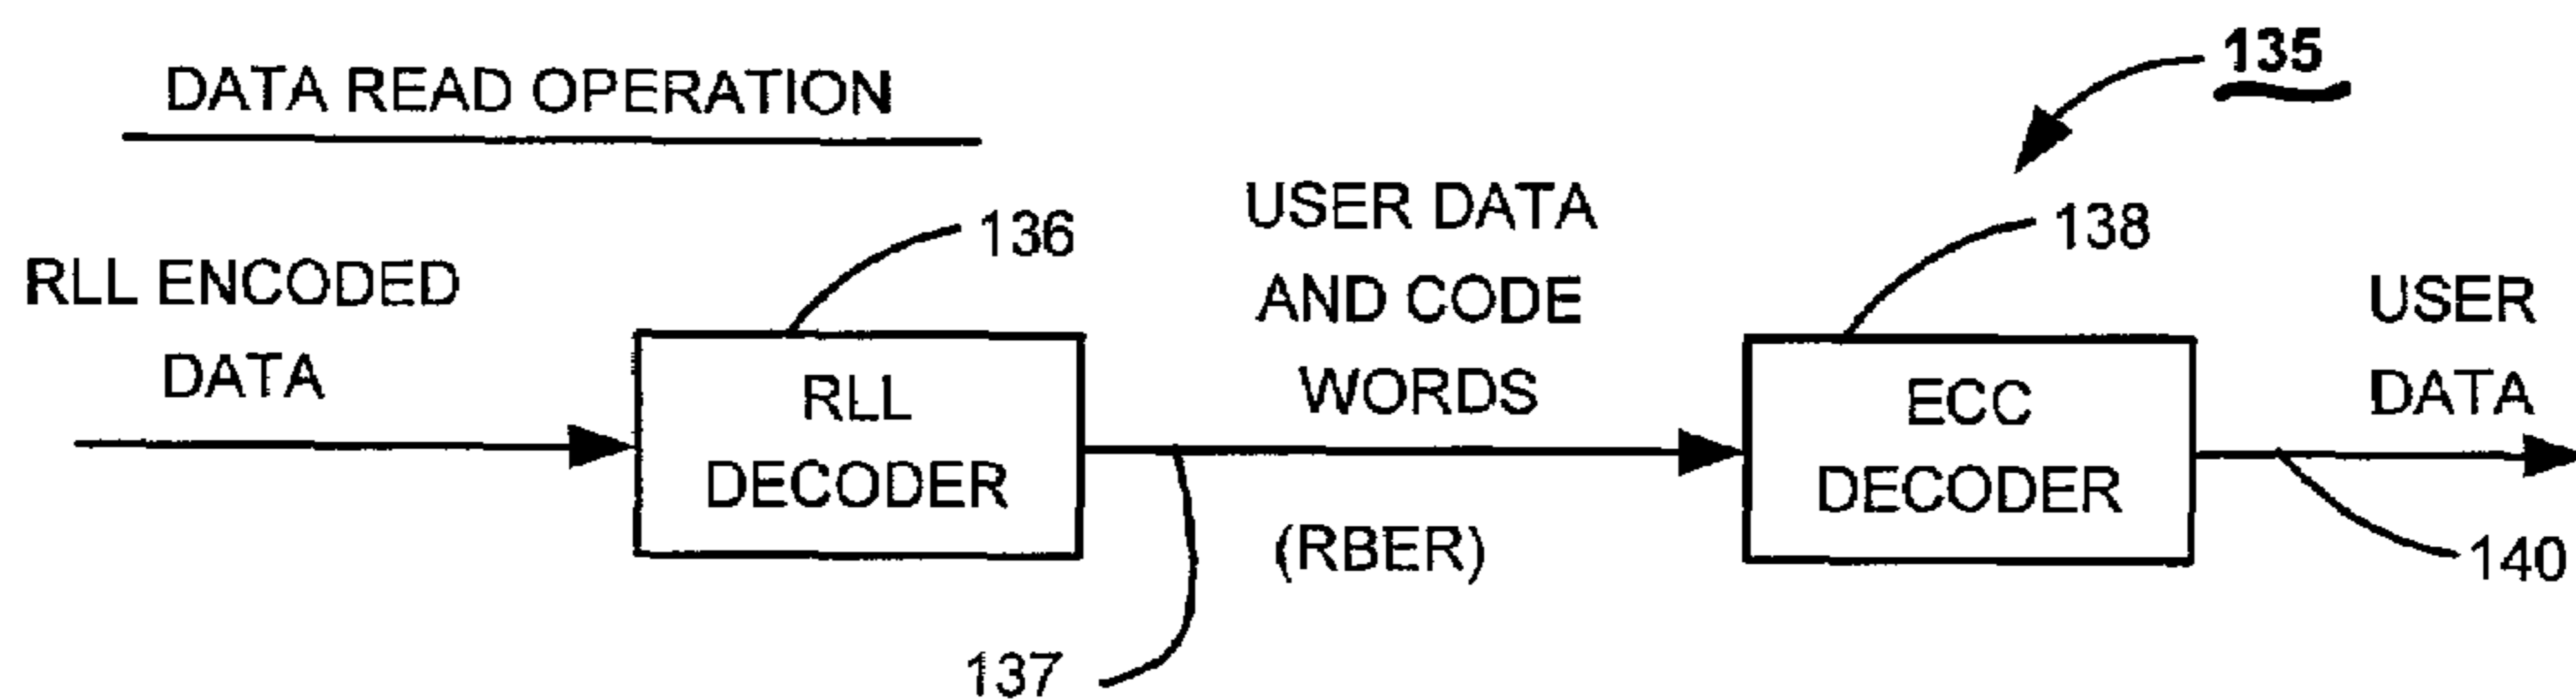 DATA READ OPERATION
135
RLL ENCODED
DATA
136
RLL
DECODER
USER DATA
AND CODE
WORDS
(RBER)
137
138
ECC
DECODER
USER
DATA
140